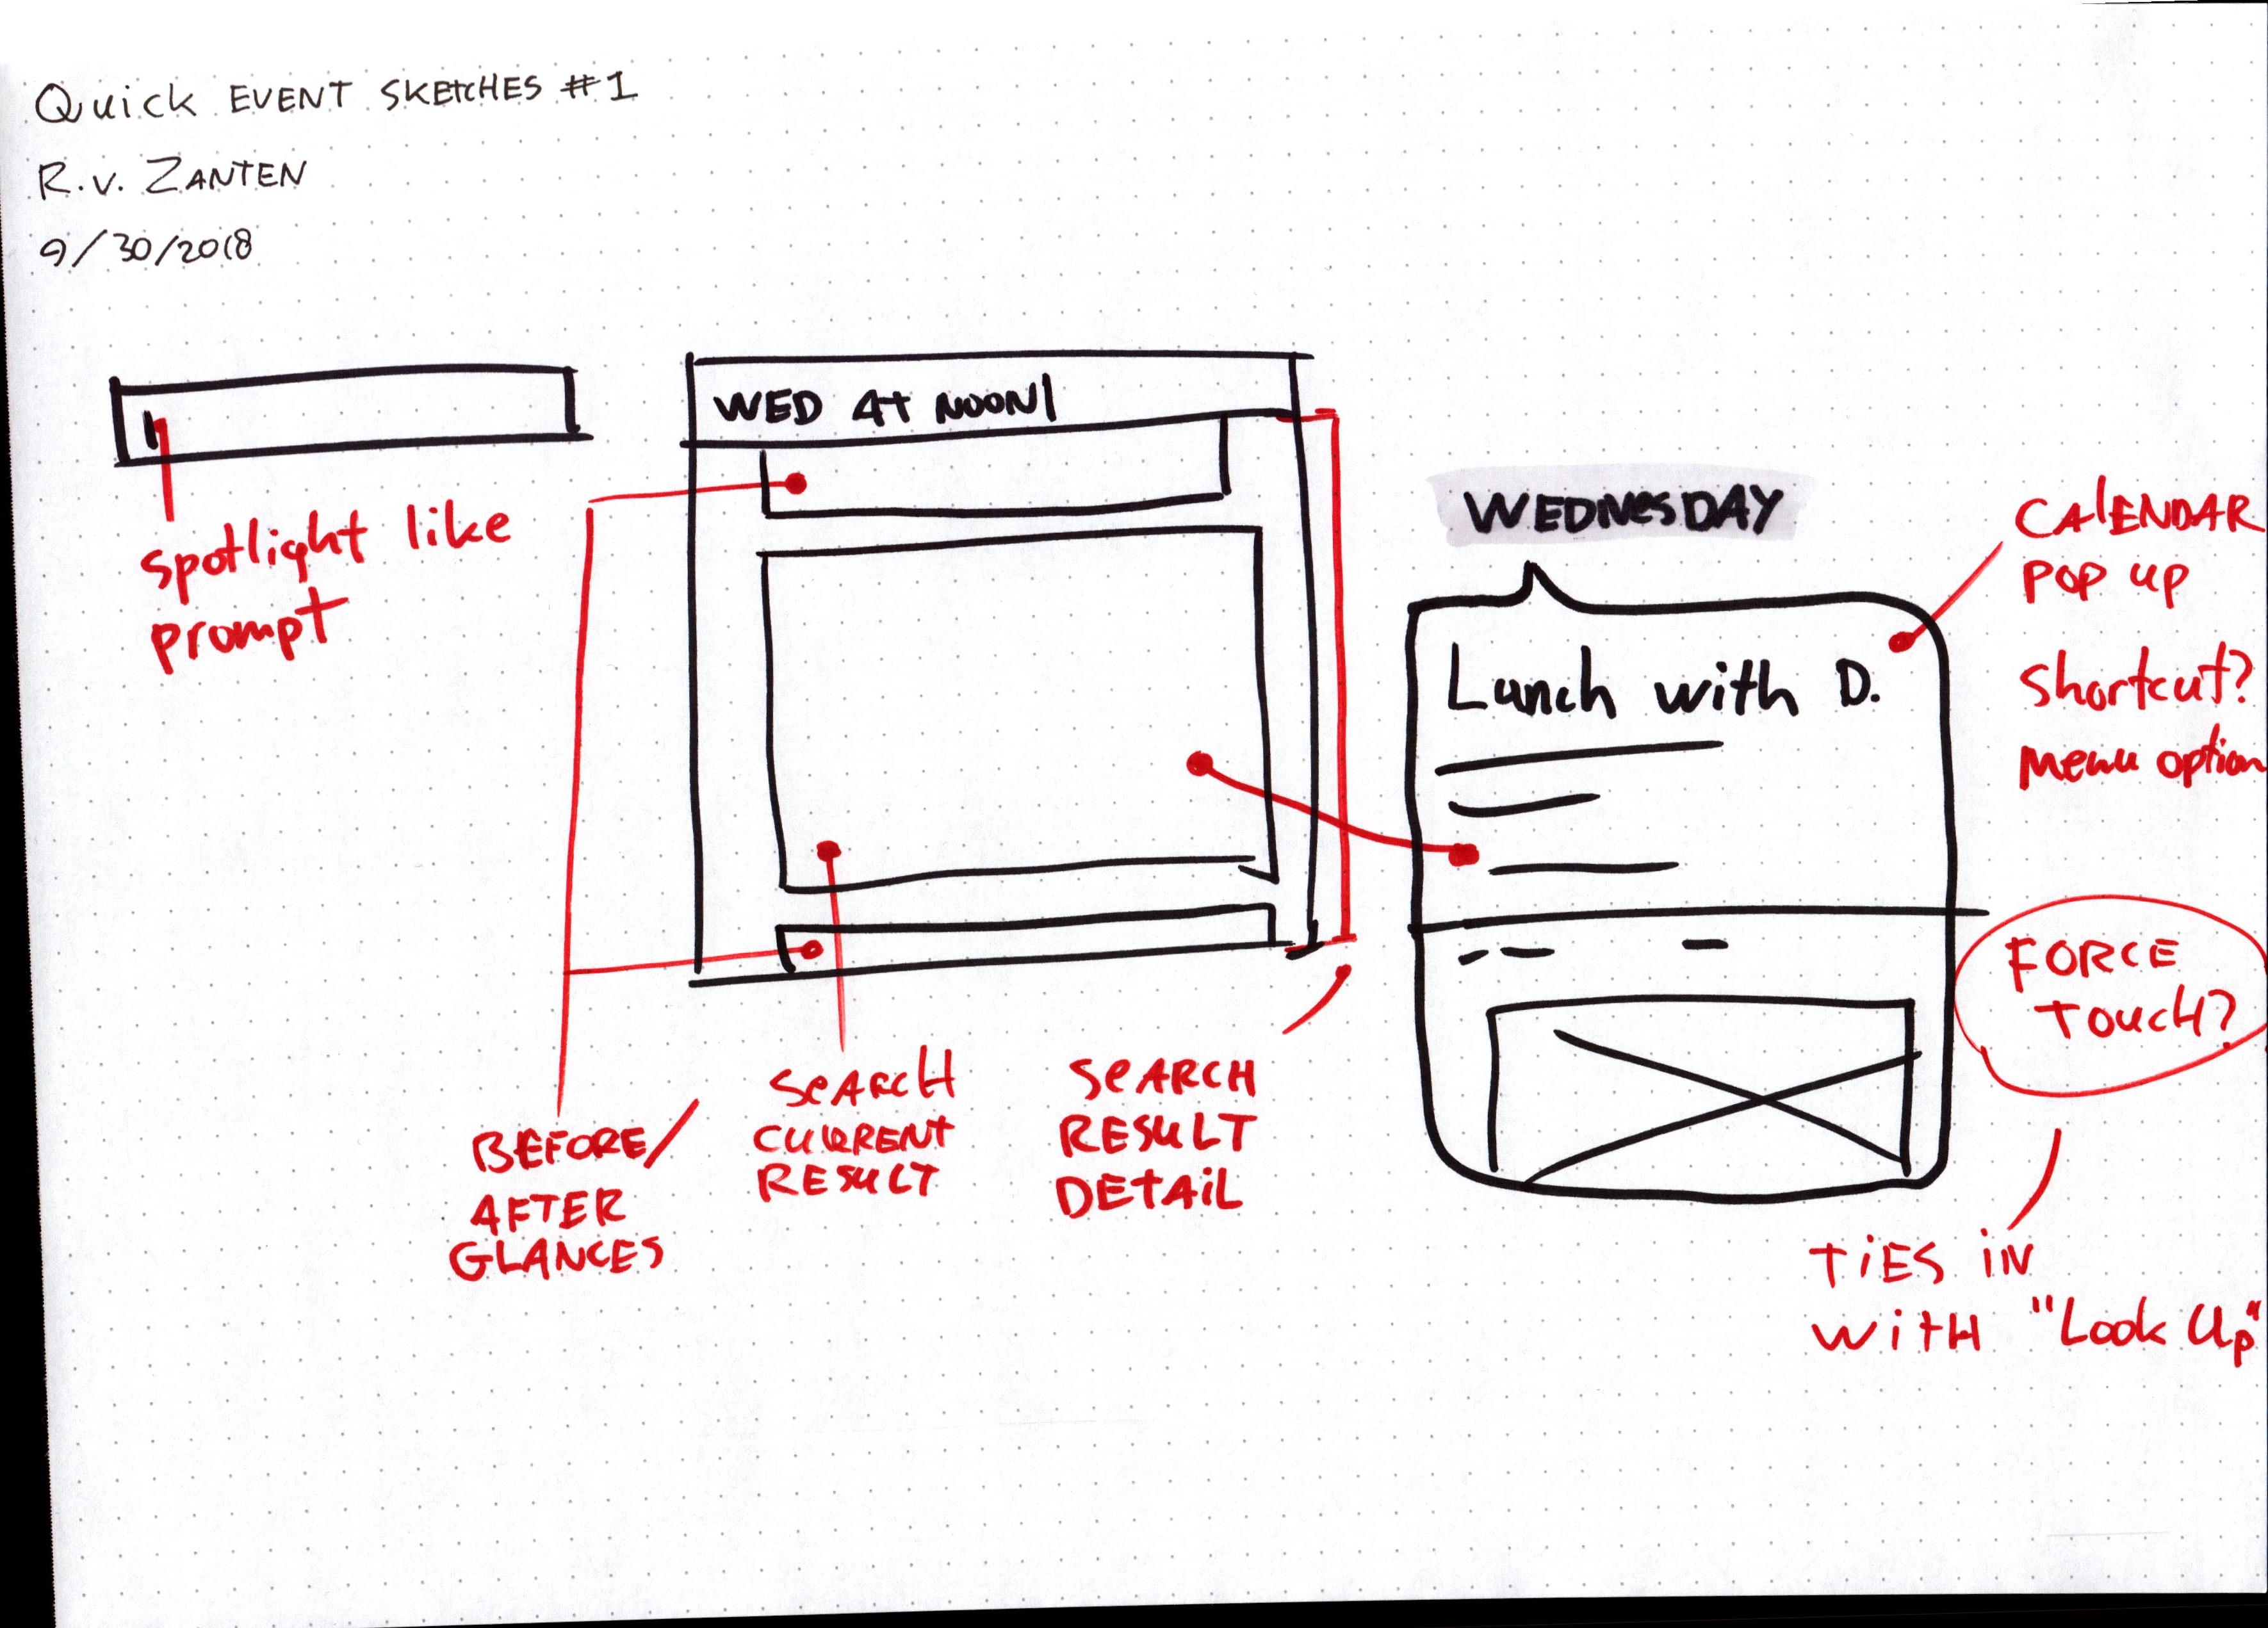 Quick EVENT SKETCHES #1
R.v. ZANTEN
9/30/2018
WED At NOON
spotlight like
prompt
WEDNESDAY
Lunch with D.
CALENDAR
POP up
Shortcut?
Menu option
FORCE
TOUCH?
TiES iN
WiTH "Look Up"
BEFORE/
AFTER
GLANCES
SEARCH
CURRENT
RESULT
SEARCH
RESULT
DETAiL